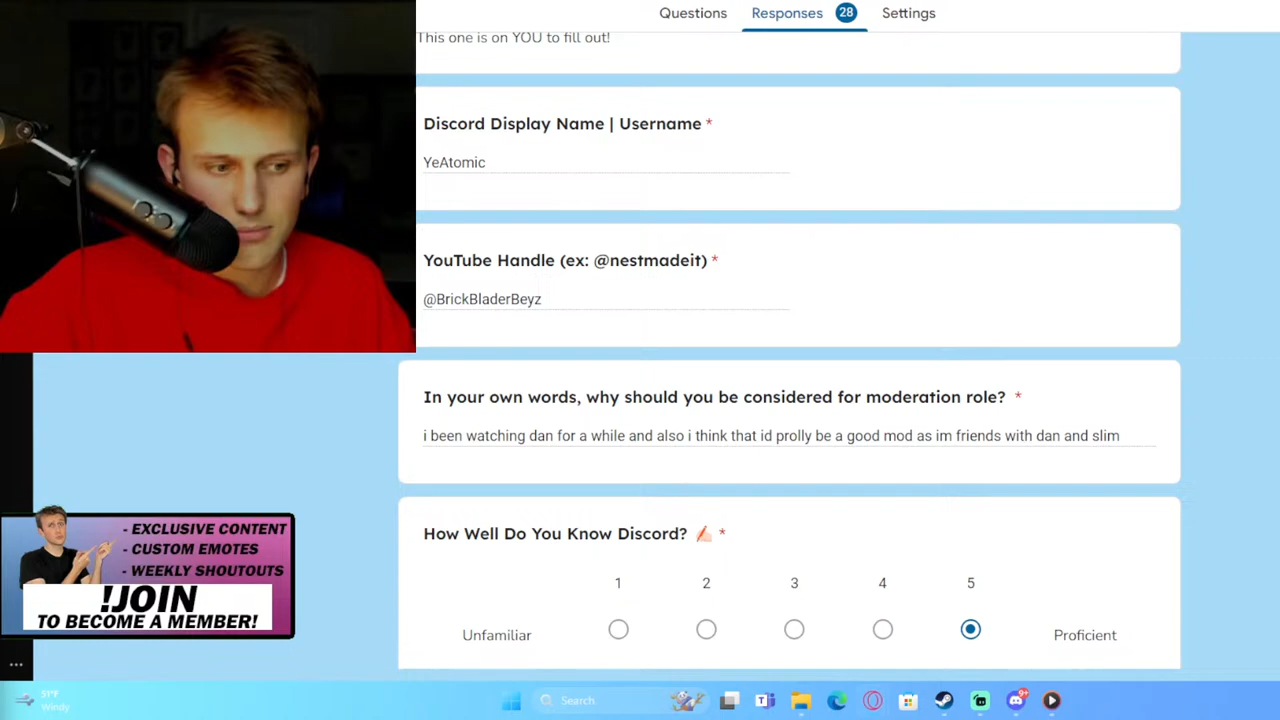 Questions
Responses
28
Settings
This one is on YOU to fill out!
Discord Display Name | Username *
YeAtomic
YouTube Handle (ex: @nestmadeit) *
@BrickBladerBeyz
In your own words, why should you be considered for moderation role? *
i been watching dan for a while and also i think that id prolly be a good mod as im friends with dan and slim
How Well Do You Know Discord? ✍🏻 *
1 2 3 4 5
Unfamiliar
Proficient
- EXCLUSIVE CONTENT
- CUSTOM EMOTES
- WEEKLY SHOUTOUTS
!JOIN
TO BECOME A MEMBER!
51°F
Windy
Search